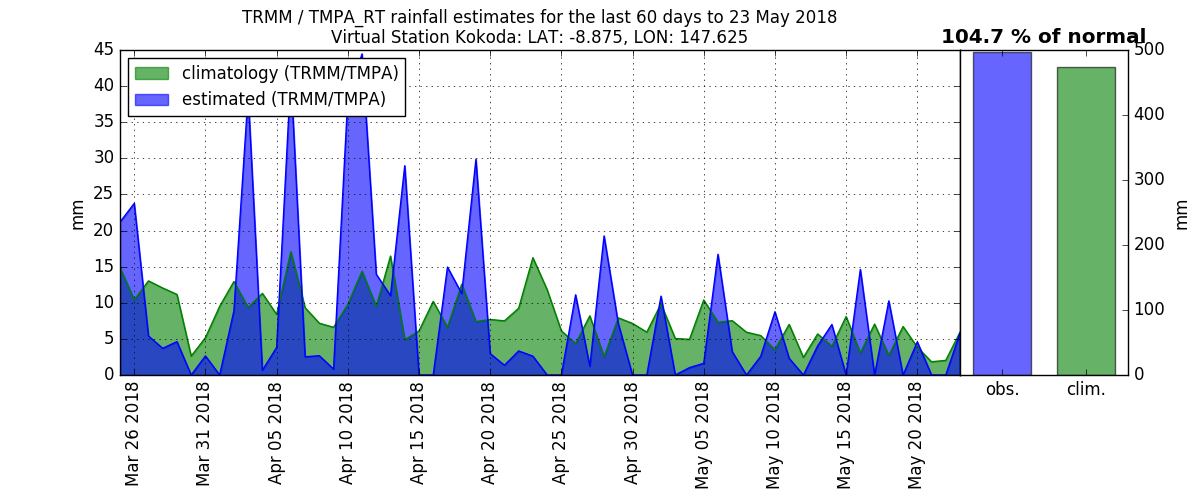 TRMM / TMPA_RT rainfall estimates for the last 60 days to 23 May 2018
Virtual Station Kokoda: LAT: -8.875, LON: 147.625
104.7 % of normal
climatology (TRMM/TMPA)
estimated (TRMM/TMPA)
mm
45
40
35
30
25
20
15
10
5
0
Mar 26 2018
Mar 31 2018
Apr 05 2018
Apr 10 2018
Apr 15 2018
Apr 20 2018
Apr 25 2018
Apr 30 2018
May 05 2018
May 10 2018
May 15 2018
May 20 2018
obs.
clim.
500
400
300
200
100
0
mm